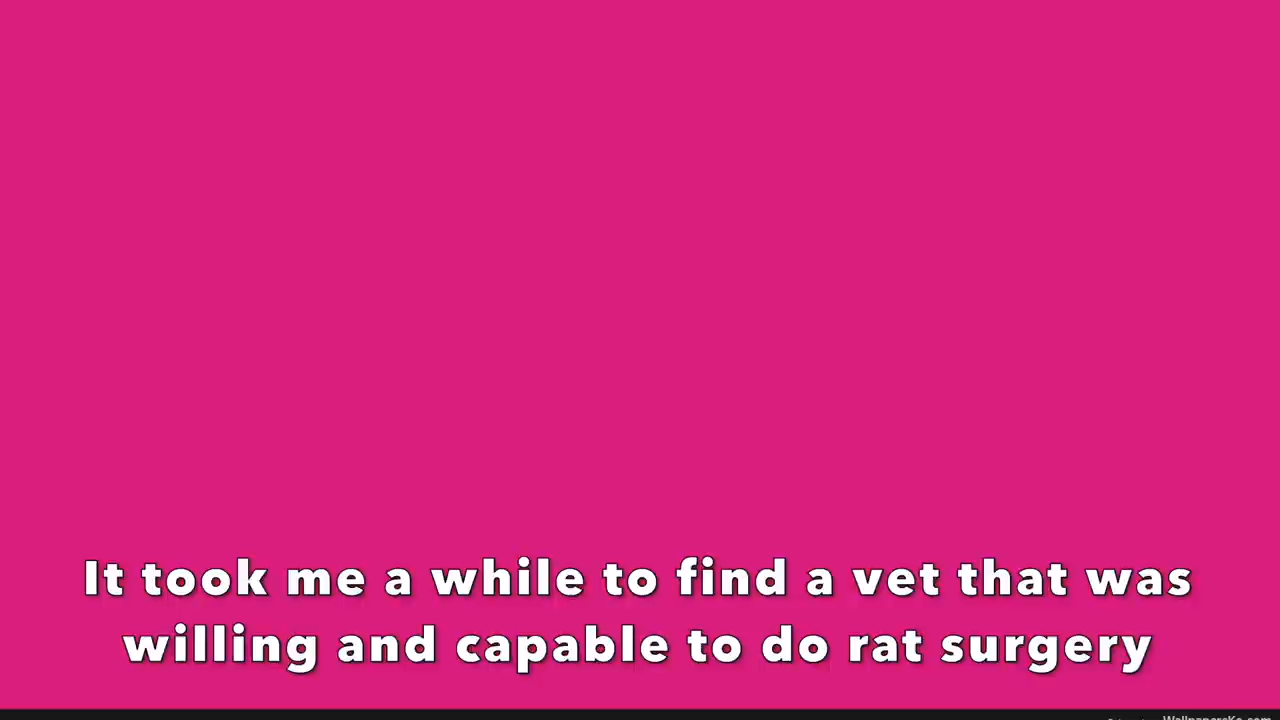 It took me a while to find a vet that was
willing and capable to do rat surgery